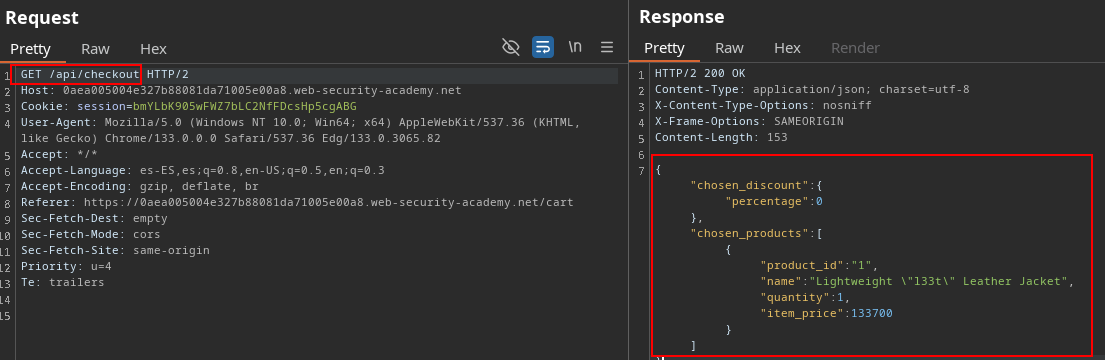 Request
Pretty Raw Hex
\n
1 GET /api/checkout HTTP/2
2 Host: 0aea005004e327b88081da71005e00a8.web-security-academy.net
3 Cookie: session=bmYLbK905wFWZ7bLC2NfFDcsHp5cgABG
4 User-Agent: Mozilla/5.0 (Windows NT 10.0; Win64; x64) AppleWebKit/537.36 (KHTML,
like Gecko) Chrome/133.0.0.0 Safari/537.36 Edg/133.0.3065.82
5 Accept: */*
6 Accept-Language: es-ES,es;q=0.8,en-US;q=0.5,en;q=0.3
7 Accept-Encoding: gzip, deflate, br
8 Referer: https://0aea005004e327b88081da71005e00a8.web-security-academy.net/cart
9 Sec-Fetch-Dest: empty
10 Sec-Fetch-Mode: cors
11 Sec-Fetch-Site: same-origin
12 Priority: u=4
13 Te: trailers
14
15
Response
Pretty Raw Hex Render
1 HTTP/2 200 OK
2 Content-Type: application/json; charset=utf-8
3 X-Content-Type-Options: nosniff
4 X-Frame-Options: SAMEORIGIN
5 Content-Length: 153
6
7 {
"chosen_discount":{
"percentage":0
},
"chosen_products":[
{
"product_id":"1",
"name":"Lightweight \"l33t\" Leather Jacket",
"quantity":1,
"item_price":133700
}
]